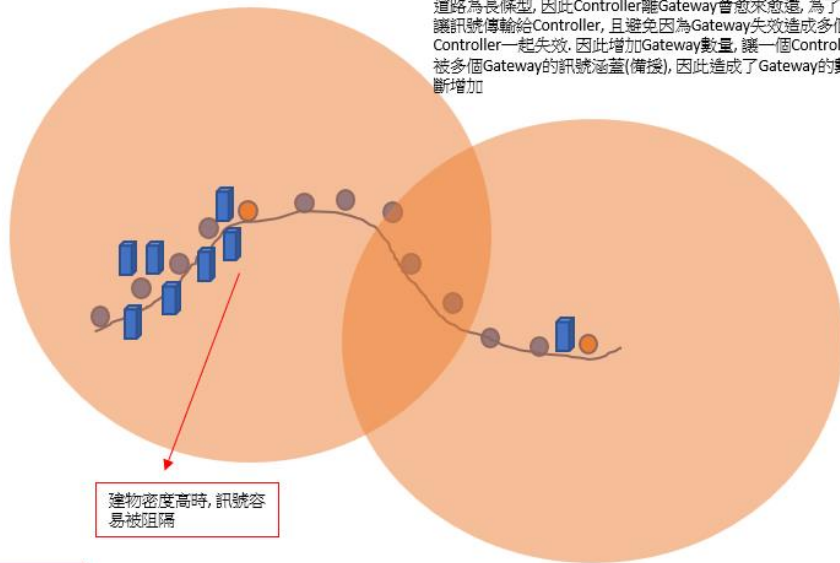 道路為長條型, 因此Controller離Gateway會愈來愈遠, 為了
讓訊號傳輸給Controller, 且避免因為Gateway失效造成多個
Controller一起失效. 因此增加Gateway數量, 讓一個Control
被多個Gateway的訊號涵蓋(備援), 因此造成了Gateway的數
斷增加
建物密度高時, 訊號容
易被阻隔